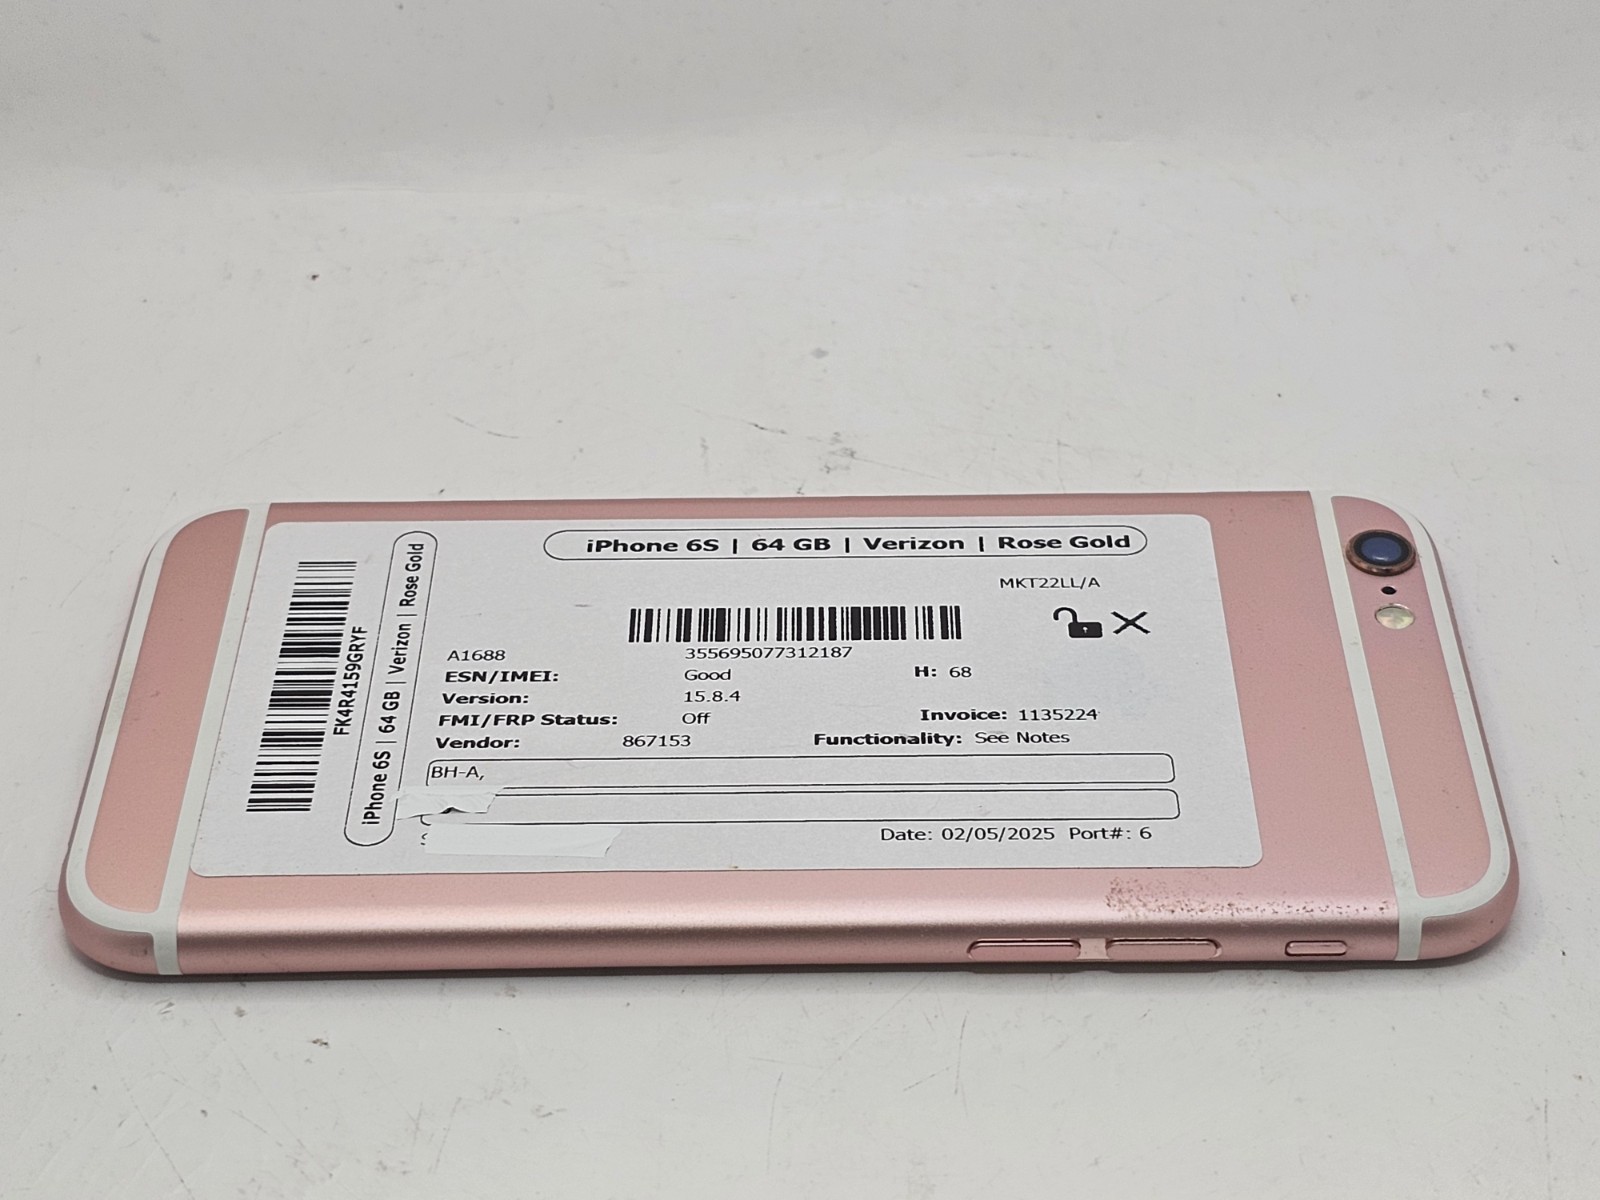 iPhone 6S | 64 GB | Verizon | Rose Gold
MKT22LL/A
355695077312187
A1688
ESN/IMEI: Good H: 68
Version: 15.8.4
FMI/FRP Status: Off Invoice: 1135224
Vendor: 867153 Functionality: See Notes
BH-A,
Date: 02/05/2025 Port#: 6
iPhone 6S | 64 GB | Verizon | Rose Gold
FK4R4159GRYF